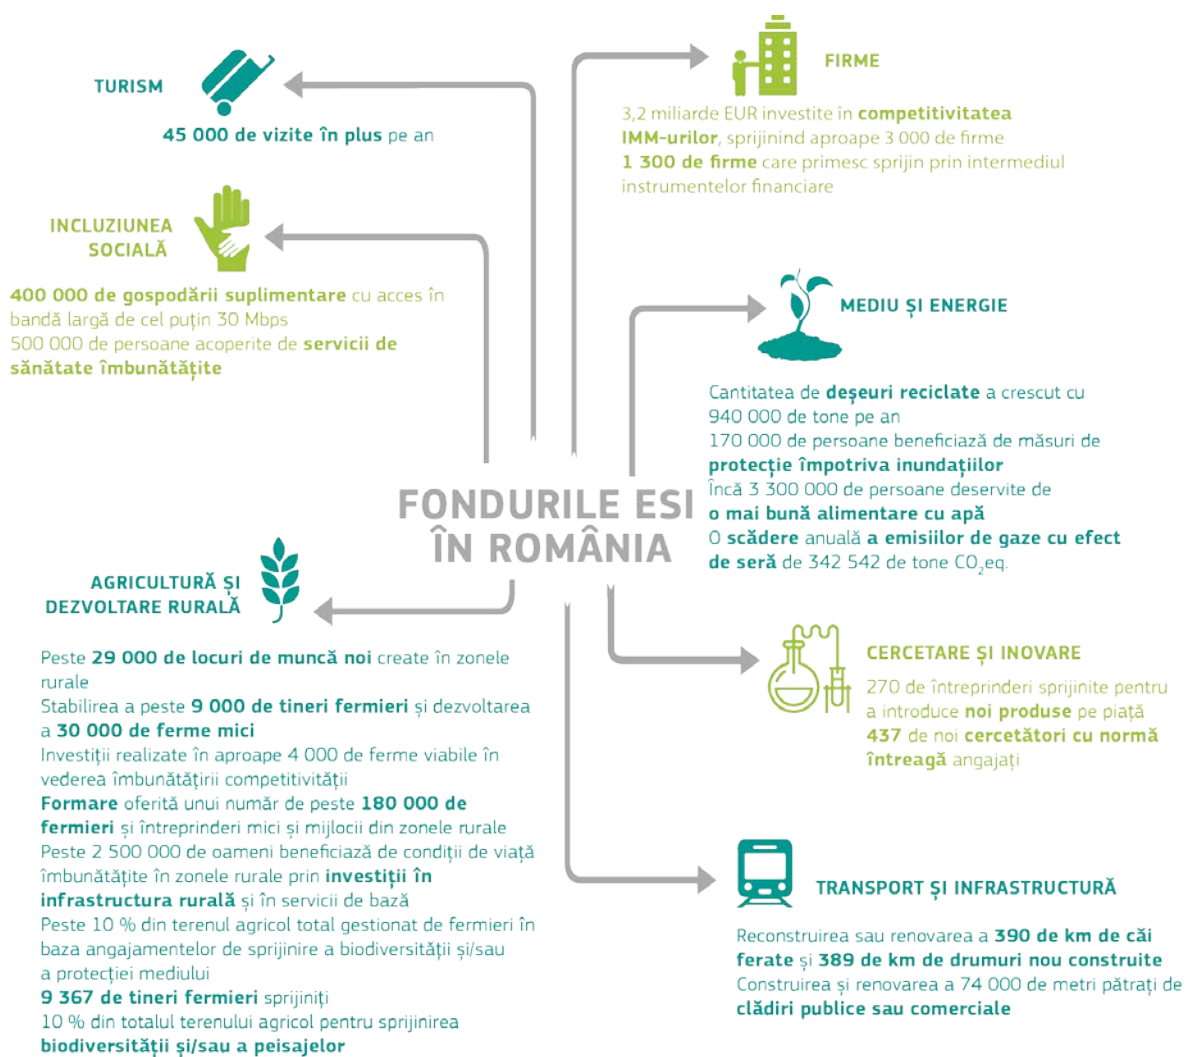 TURISM
45 000 de vizite în plus pe an
FIRME
3,2 miliarde EUR investite în competitivitatea
IMM-urilor, sprijinind aproape 3 000 de firme
1 300 de firme care primesc sprijin prin intermediul
instrumentelor financiare
INCLUZIUNEA
SOCIALĂ
400 000 de gospodării suplimentare cu acces în
bandă largă de cel puțin 30 Mbps
500 000 de persoane acoperite de servicii de
sănătate îmbunătățite
MEDIU ȘI ENERGIE
Cantitatea de deșeuri reciclate a crescut cu
940 000 de tone pe an
170 000 de persoane beneficiază de măsuri de
protecție împotriva inundațiilor
Încă 3 300 000 de persoane deservite de
o mai bună alimentare cu apă
O scădere anuală a emisiilor de gaze cu efect
de seră de 342 542 de tone CO₂eq.
FONDURILE ESI
ÎN ROMÂNIA
AGRICULTURĂ ȘI
DEZVOLTARE RURALĂ
Peste 29 000 de locuri de muncă noi create în zonele
rurale
Stabilirea a peste 9 000 de tineri fermieri și dezvoltarea
a 30 000 de ferme mici
Investiții realizate în aproape 4 000 de ferme viabile în
vederea îmbunătățirii competitivității
Formare oferită unui număr de peste 180 000 de
fermieri și întreprinderi mici și mijlocii din zonele rurale
Peste 2 500 000 de oameni beneficiază de condiții de viață
îmbunătățite în zonele rurale prin investiții în
infrastructura rurală și în servicii de bază
Peste 10 % din terenul agricol total gestionat de fermieri în
baza angajamentelor de sprijinire a biodiversității și/sau
a protecției mediului
9 367 de tineri fermieri sprijiniți
10 % din totalul terenului agricol pentru sprijinirea
biodiversității și/sau a peisajelor
CERCETARE ȘI INOVARE
270 de întreprinderi sprijinite pentru
a introduce noi produse pe piață
437 de noi cercetători cu normă
întreagă angajați
TRANSPORT ȘI INFRASTRUCTURĂ
Reconstruirea sau renovarea a 390 de km de căi
ferate și 389 de km de drumuri nou construite
Construirea și renovarea a 74 000 de metri pătrați de
clădiri publice sau comerciale